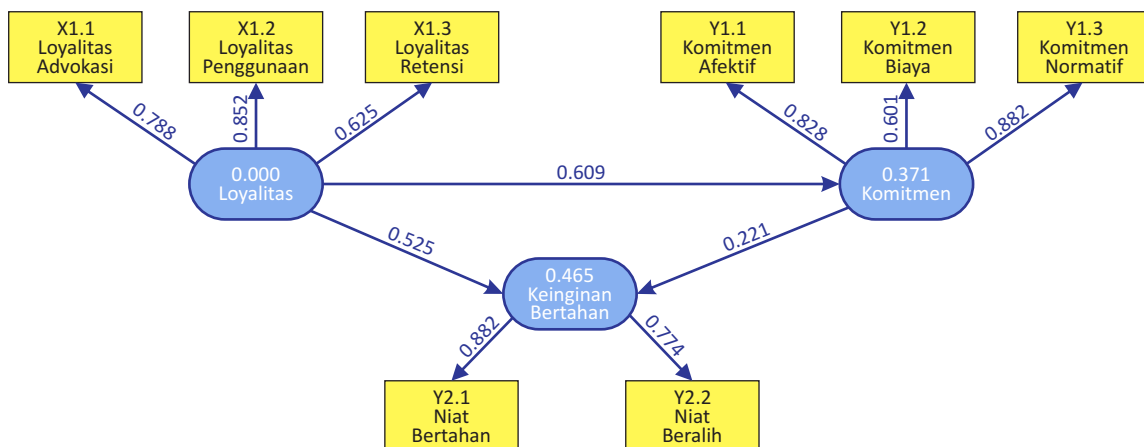 X1.1
Loyalitas
Advokasi
X1.2
Loyalitas
Penggunaan
X1.3
Loyalitas
Retensi
Y1.1
Komitmen
Afektif
Y1.2
Komitmen
Biaya
Y1.3
Komitmen
Normatif
0.788
0.852
0.625
0.828
0.601
0.882
0.000
Loyalitas
0.609
0.371
Komitmen
0.525
0.221
0.465
Keinginan
Bertahan
0.882
0.774
Y2.1
Niat
Bertahan
Y2.2
Niat
Beralih